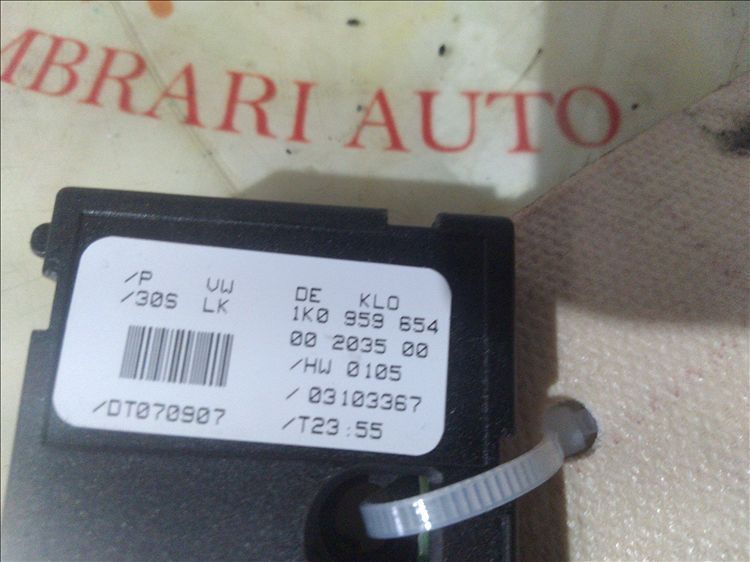 MBRARI AUTO
/P VW DE KLO
/30S LK 1K0 959 654
00 2035 00
/HW 0105
/ 03103367
/DT070907 /T23:55